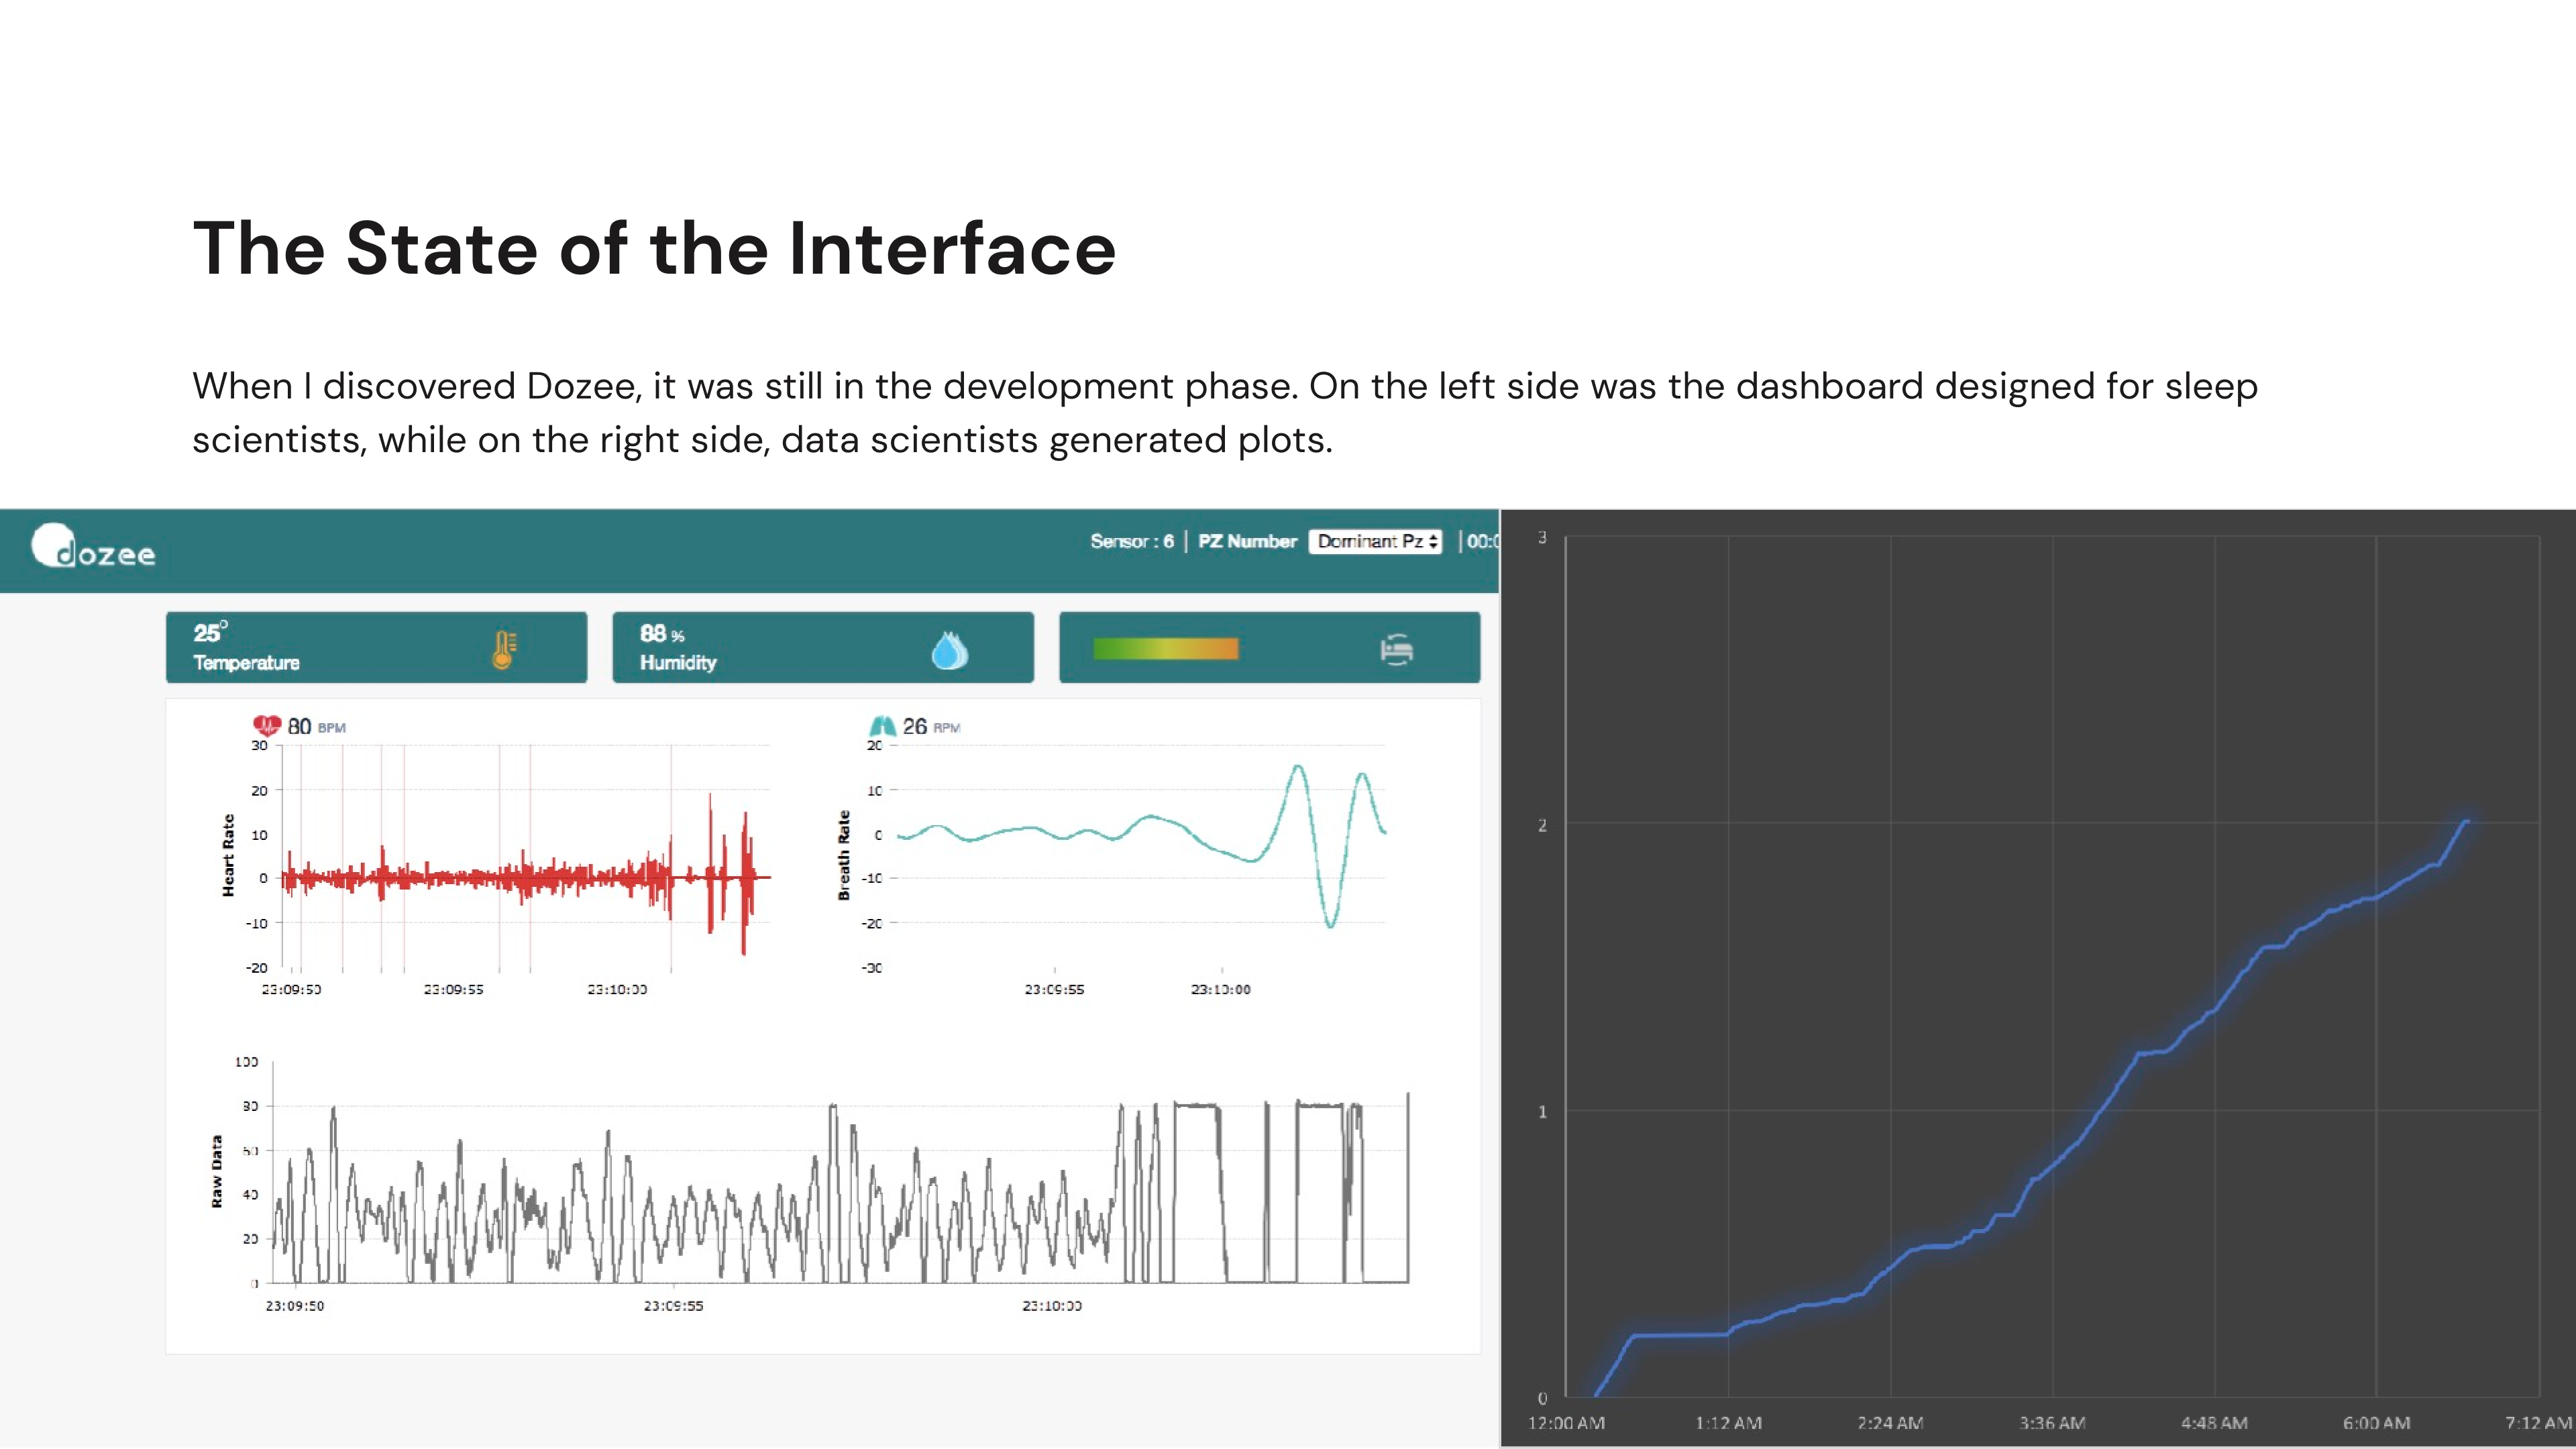 The State of the Interface
When I discovered Dozee, it was still in the development phase. On the left side was the dashboard designed for sleep
scientists, while on the right side, data scientists generated plots.
dozee
Sensor : 6 | PZ Number Dominant Pz | 00:0
25°
Temperature
88 %
Humidity
80 BPM
30
20
10
0
-10
-20
Heart Rate
23:09:50 23:09:55 23:10:00
26 RPM
20
10
0
-10
-20
-30
Breath Rate
23:09:55 23:10:00
100
80
60
40
20
0
Raw Data
23:09:50 23:09:55 23:10:00
3
2
1
0
12:00 AM 1:12 AM 2:24 AM 3:36 AM 4:48 AM 6:00 AM 7:12 AM